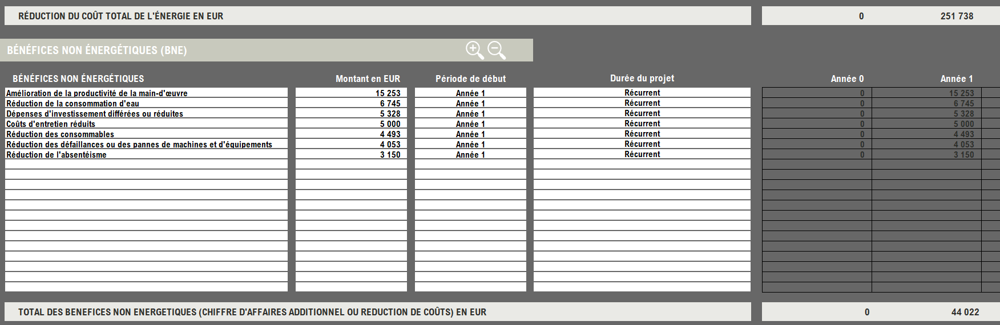 RÉDUCTION DU COÛT TOTAL DE L'ÉNERGIE EN EUR 0 251 738
BÉNÉFICES NON ÉNERGÉTIQUES (BNE)
BÉNÉFICES NON ÉNERGÉTIQUES Montant en EUR Période de début Durée du projet Année 0 Année 1
Amélioration de la productivité de la main-d'œuvre 15 253 Année 1 Récurrent 0 15 253
Réduction de la consommation d'eau 6 745 Année 1 Récurrent 0 6 745
Dépenses d'investissement différées ou réduites 5 328 Année 1 Récurrent 0 5 328
Coûts d'entretien réduits 5 000 Année 1 Récurrent 0 5 000
Réduction des consommables 4 493 Année 1 Récurrent 0 4 493
Réduction des défaillances ou des pannes de machines et d'équipements 4 053 Année 1 Récurrent 0 4 053
Réduction de l'absentéisme 3 150 Année 1 Récurrent 0 3 150
TOTAL DES BENEFICES NON ENERGETIQUES (CHIFFRE D'AFFAIRES ADDITIONNEL OU REDUCTION DE COÛTS) EN EUR 0 44 022